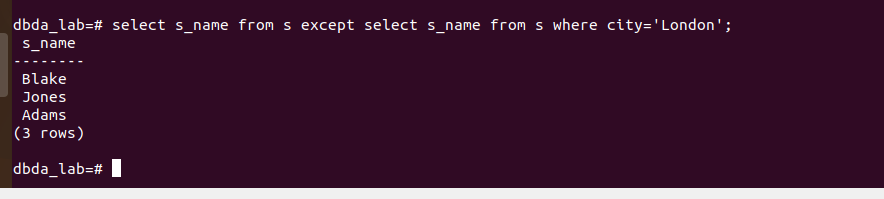 dbda_lab=# select s_name from s except select s_name from s where city='London';
s_name
--------
Blake
Jones
Adams
(3 rows)
dbda_lab=#